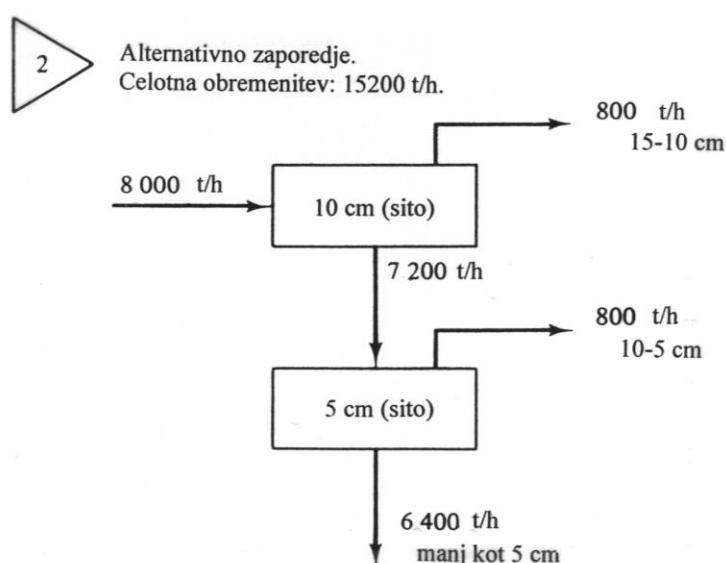 2
Alternativno zaporedje.
Celotna obremenitev: 15200 t/h.
800 t/h
15-10 cm
8 000 t/h
10 cm (sito)
7 200 t/h
800 t/h
10-5 cm
5 cm (sito)
6 400 t/h
manj kot 5 cm